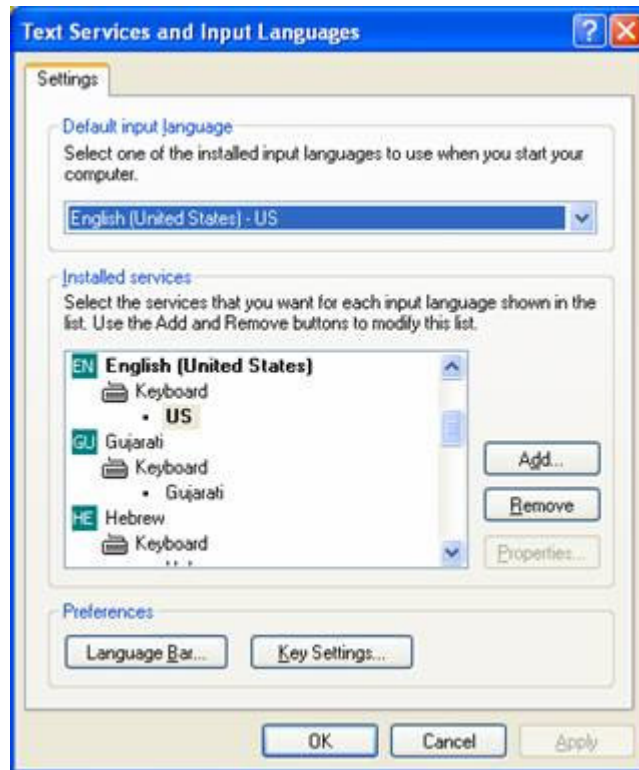 Text Services and Input Languages
Settings
Default input language
Select one of the installed input languages to use when you start your
computer.
English (United States) - US
Installed services
Select the services that you want for each input language shown in the
list. Use the Add and Remove buttons to modify this list.
EN English (United States)
Keyboard
• US
GU Gujarati
Keyboard
• Gujarati
HE Hebrew
Keyboard
Add...
Remove
Properties...
Preferences
Language Bar...
Key Settings...
OK
Cancel
Apply